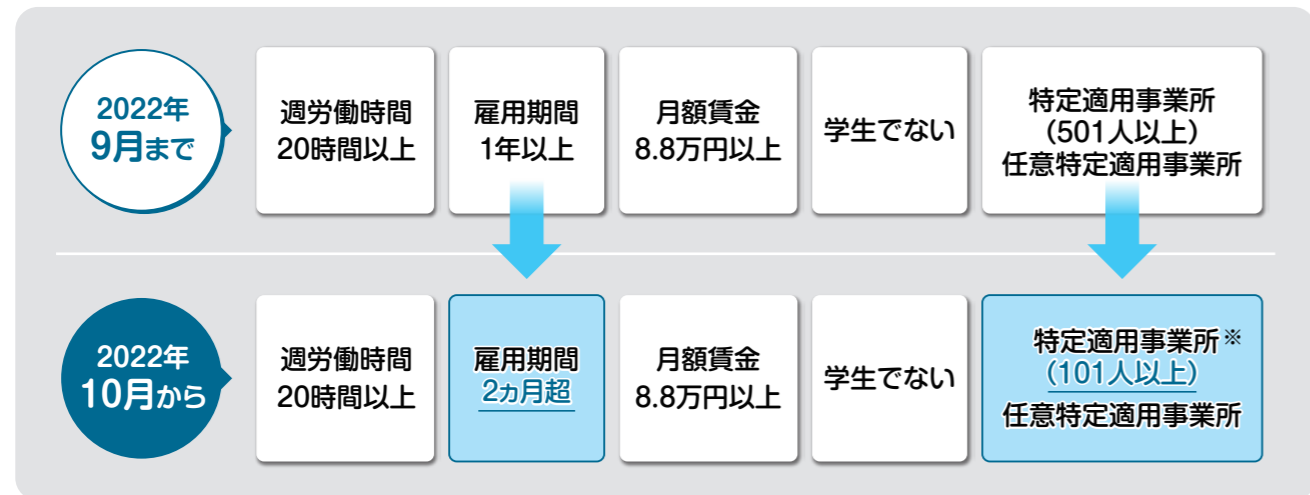 2022年
9月まで
週労働時間
20時間以上
雇用期間
1年以上
月額賃金
8.8万円以上
学生でない
特定適用事業所
（501人以上）
任意特定適用事業所
2022年
10月から
週労働時間
20時間以上
雇用期間
2ヵ月超
月額賃金
8.8万円以上
学生でない
特定適用事業所※
（101人以上）
任意特定適用事業所